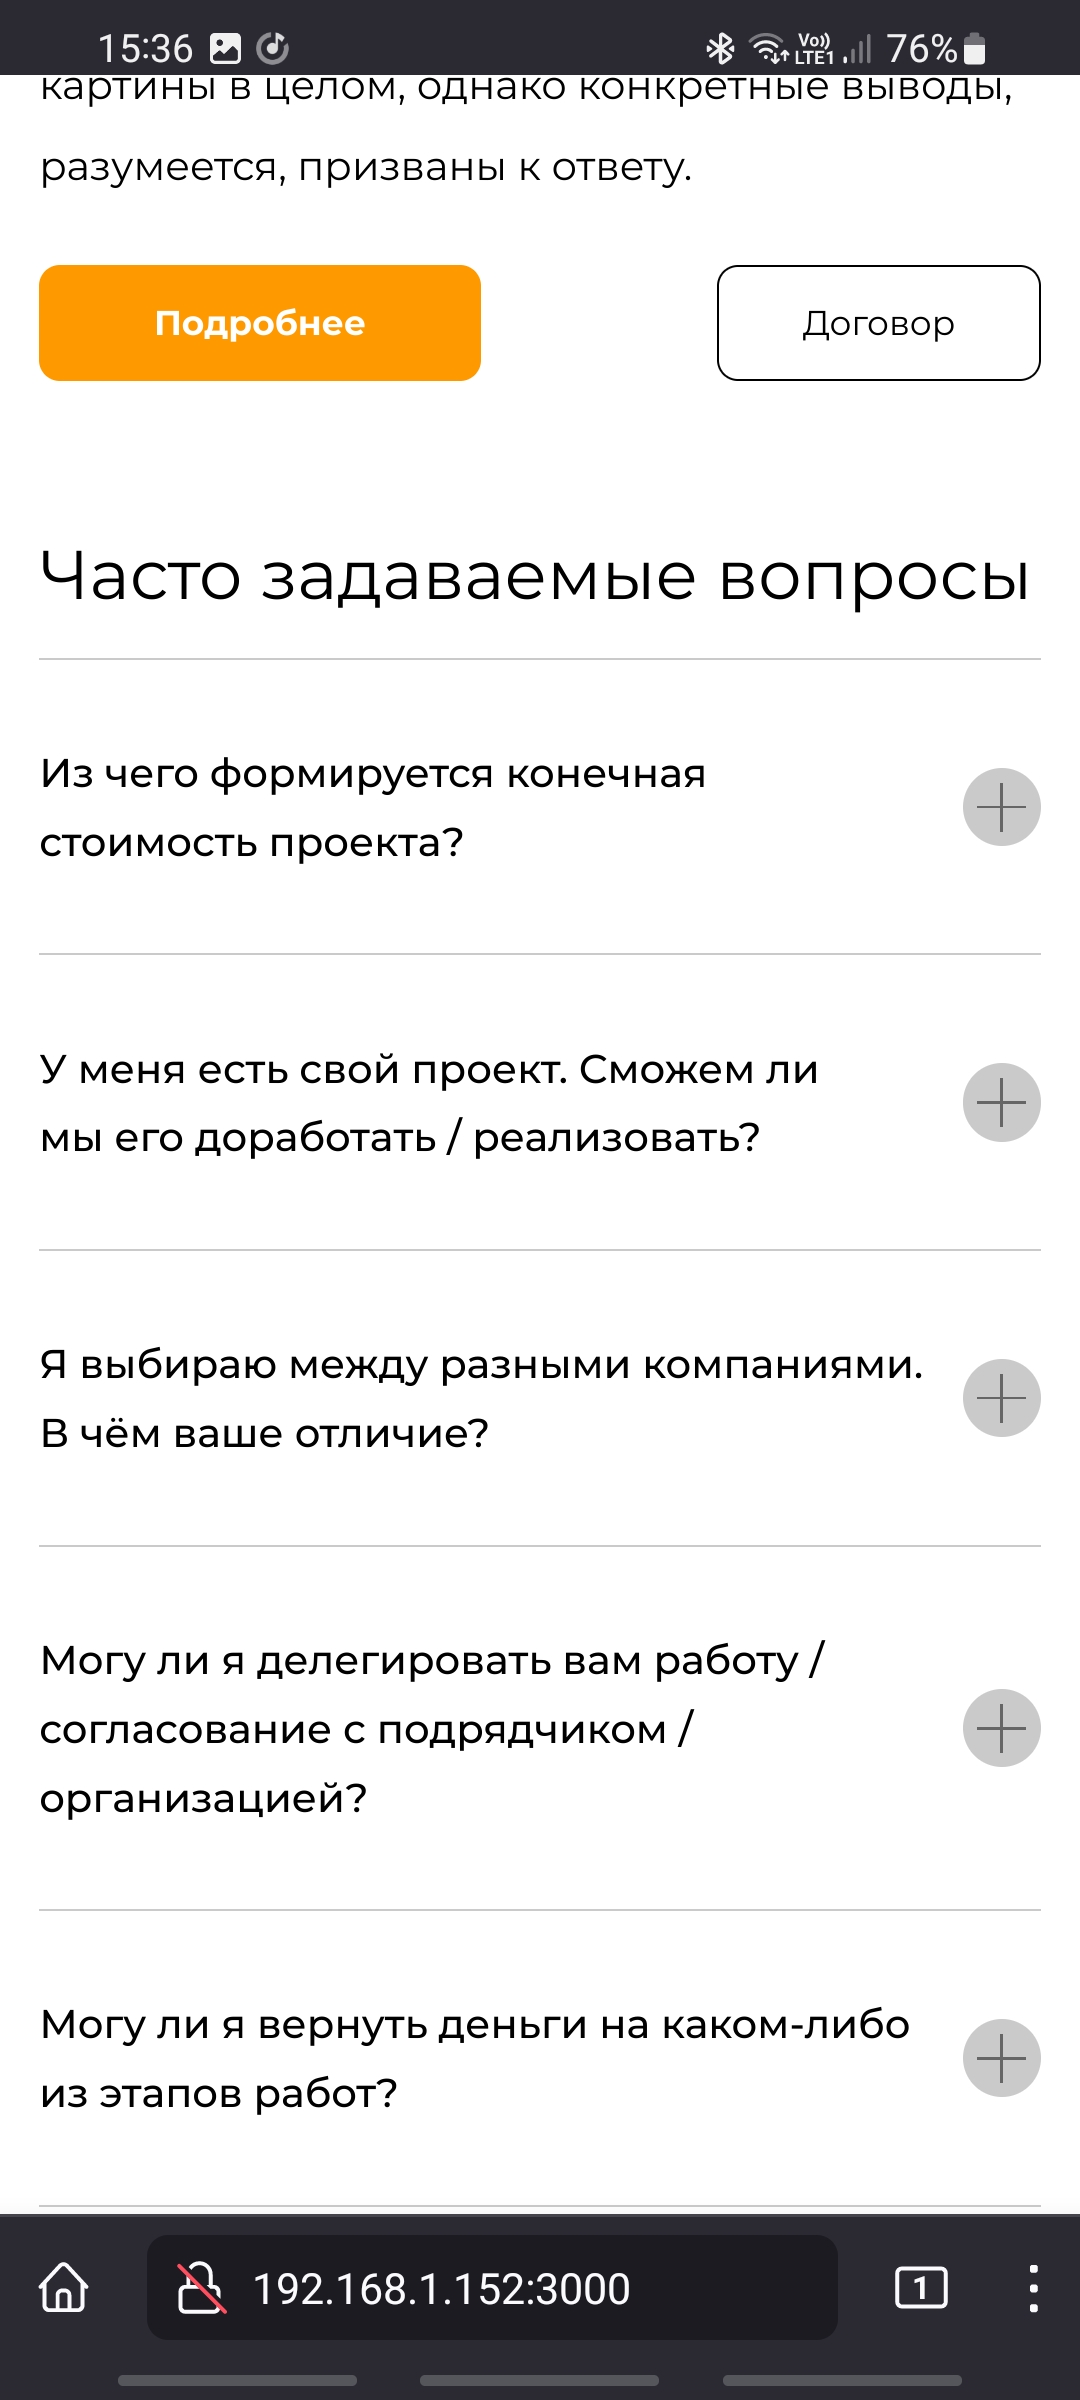 15:36
Vo)) LTE1 76%
картины в целом, однако конкретные выводы,
разумеется, призваны к ответу.
Подробнее
Договор
Часто задаваемые вопросы
Из чего формируется конечная
стоимость проекта?
У меня есть свой проект. Сможем ли
мы его доработать / реализовать?
Я выбираю между разными компаниями.
В чём ваше отличие?
Могу ли я делегировать вам работу /
согласование с подрядчиком /
организацией?
Могу ли я вернуть деньги на каком-либо
из этапов работ?
192.168.1.152:3000
1